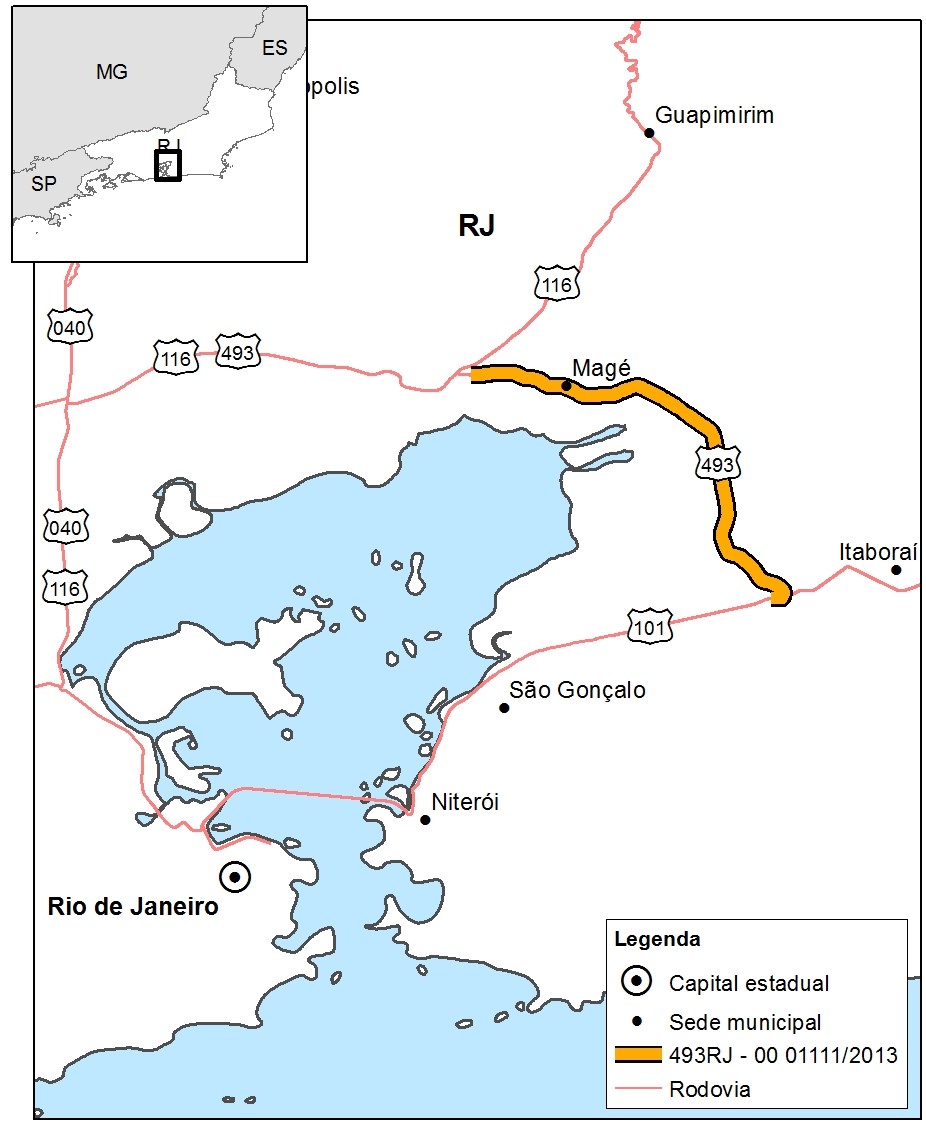 ES
MG
opolis
RJ
SP
Guapimirim
RJ
116
040
116
493
Magé
493
040
116
Itaboraí
101
São Gonçalo
Niterói
Rio de Janeiro
Legenda
Capital estadual
Sede municipal
493RJ - 00 01111/2013
Rodovia